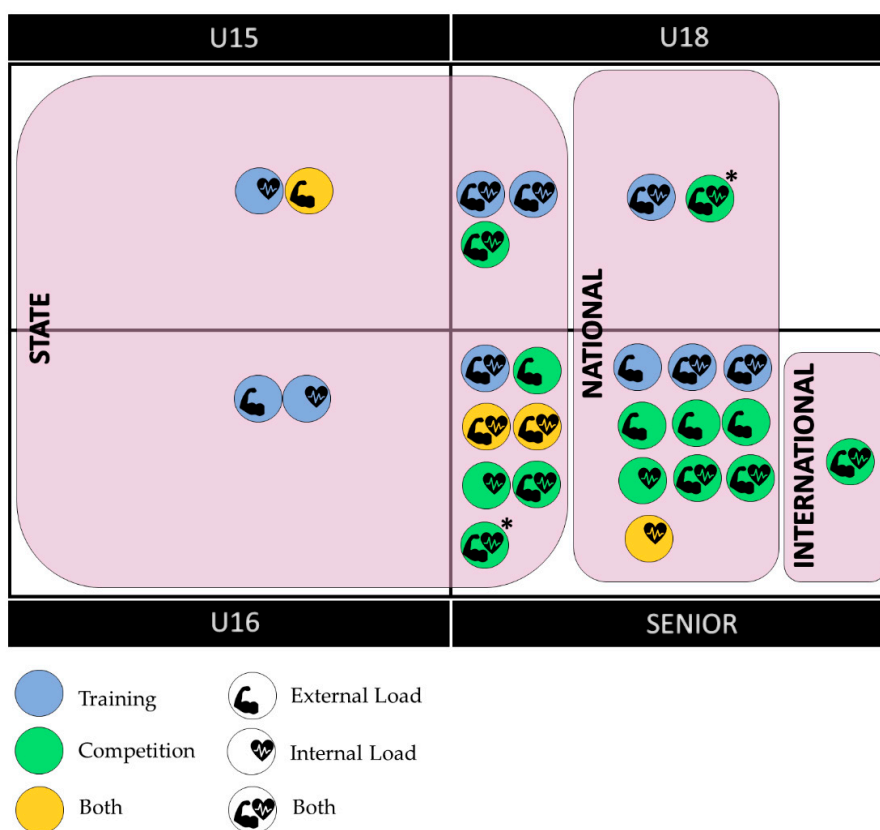 U15
U18
*
STATE
NATIONAL
INTERNATIONAL
*
U16
SENIOR
Training
External Load
Competition
Internal Load
Both
Both